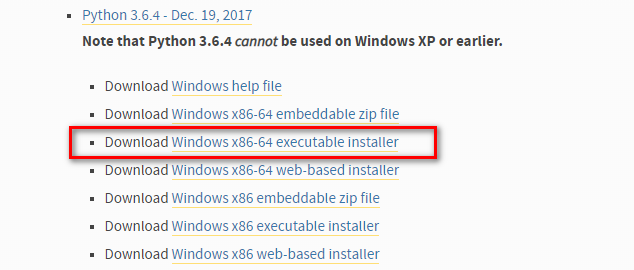 Python 3.6.4 - Dec. 19, 2017
Note that Python 3.6.4 cannot be used on Windows XP or earlier.
Download Windows help file
Download Windows x86-64 embeddable zip file
Download Windows x86-64 executable installer
Download Windows x86-64 web-based installer
Download Windows x86 embeddable zip file
Download Windows x86 executable installer
Download Windows x86 web-based installer